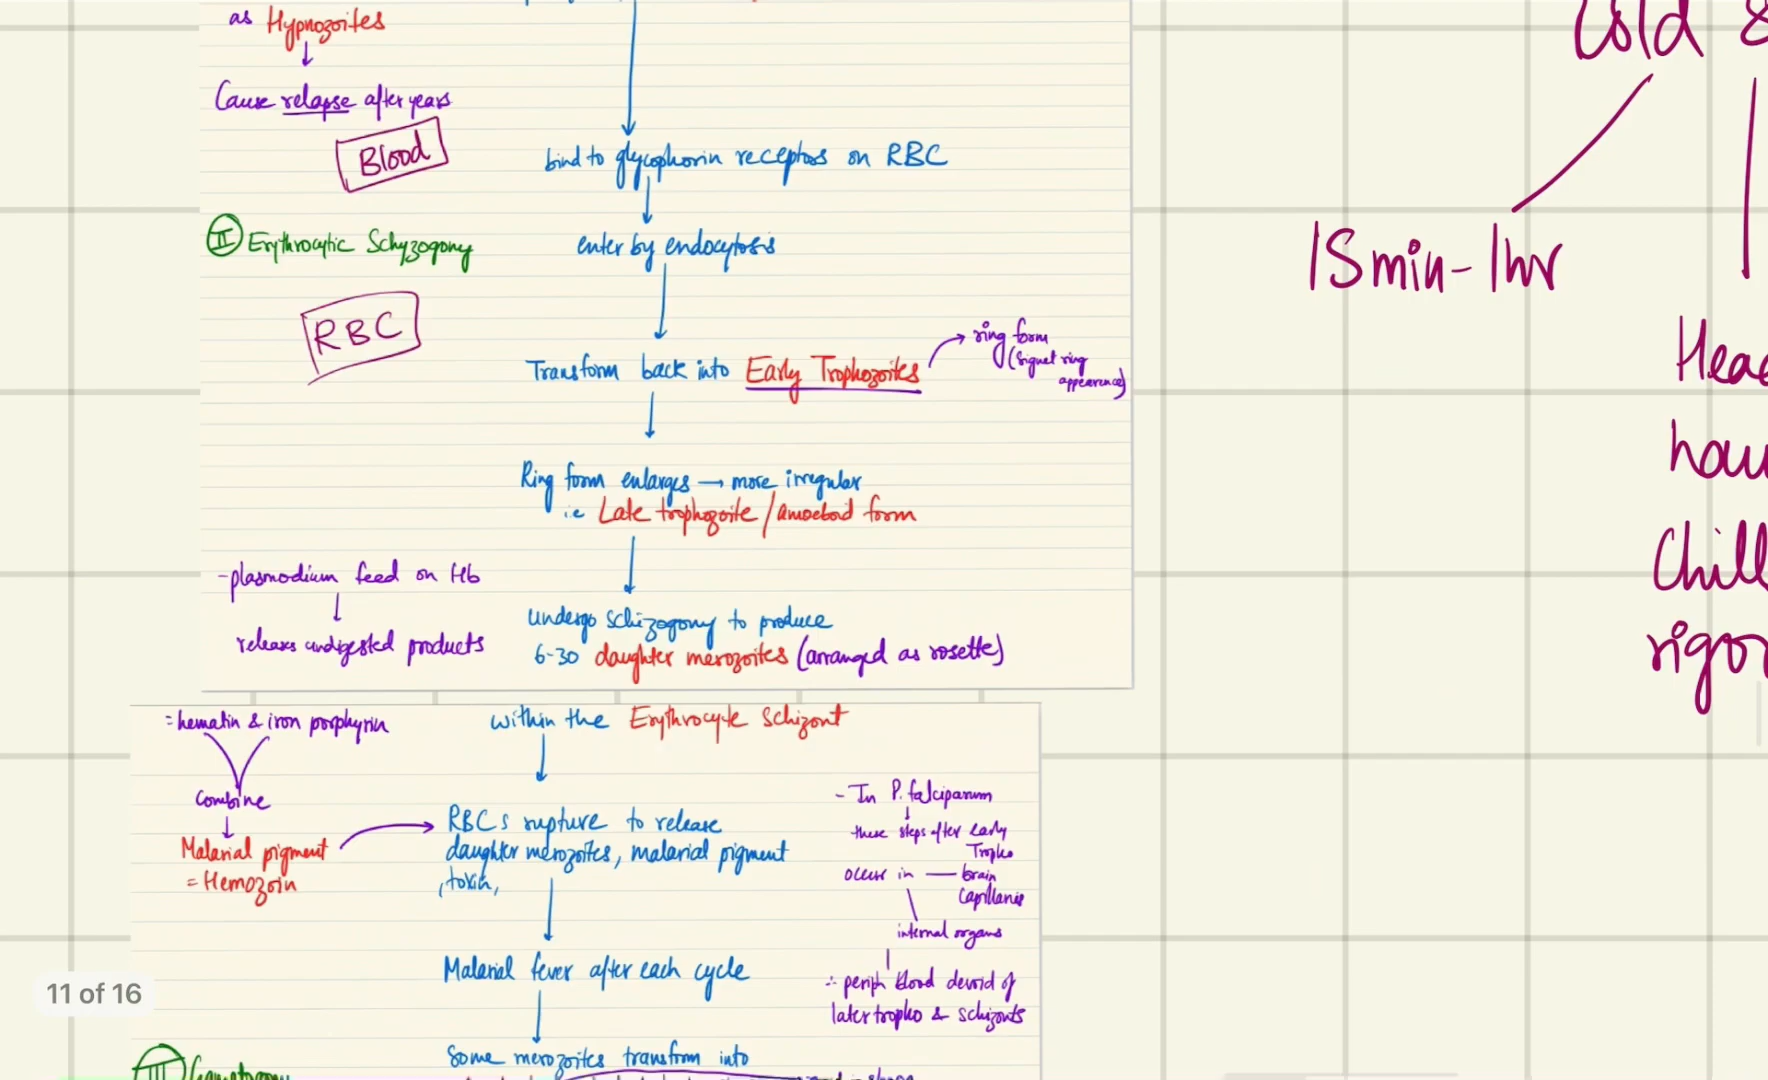 as Hypnozoites
Cause relapse after years
Blood
bind to glycophorin receptors on RBC
II Erythrocytic Schyzogony
enter by endocytosis
RBC
Transform back into Early Trophozoites
ring form
(signet ring
appearence)
Ring form enlarges → more irregular
i.e Late trophozoite/amoeboid form
-plasmodium feed on Hb
releases undigested products
undergo schizogony to produce
6-30 daughter merozoites (arranged as rosette)
= hematin & iron porphyrin
Combine
Malarial pigment
= Hemozoin
within the Erythrocyte Schizont
RBCs rupture to release
daughter merozoites, malarial pigment
, toxin,
Malarial fever after each cycle
Some merozoites transform into
- In P. falciparum
these steps after early
Tropho
occur in — brain
Capillaries
internal organs
∴ periph blood devoid of
later tropho & schizonts
III
Cold &
15min-1hr
Chill
rigor
11 of 16